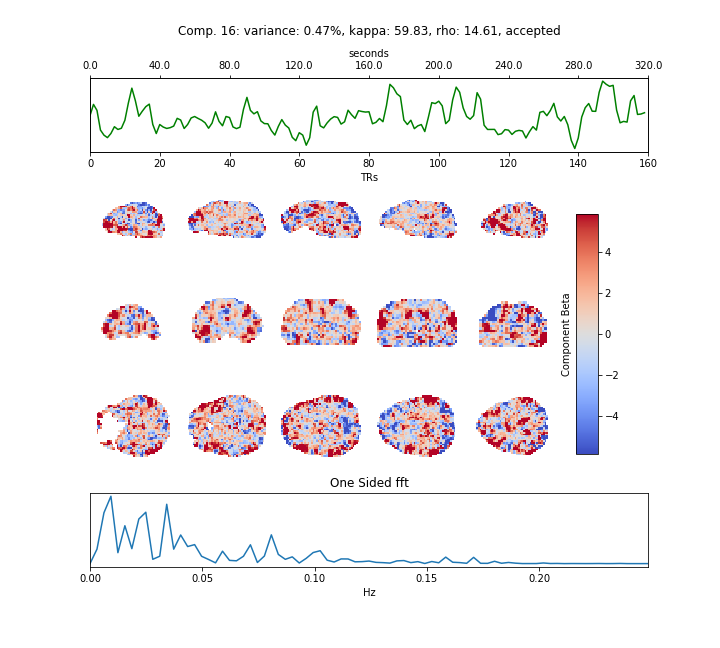 Comp. 16: variance: 0.47%, kappa: 59.83, rho: 14.61, accepted
seconds
0.0 40.0 80.0 120.0 160.0 200.0 240.0 280.0 320.0
0 20 40 60 80 100 120 140 160
TRs
4
2
0
−2
−4
Component Beta
One Sided fft
0.00 0.05 0.10 0.15 0.20
Hz